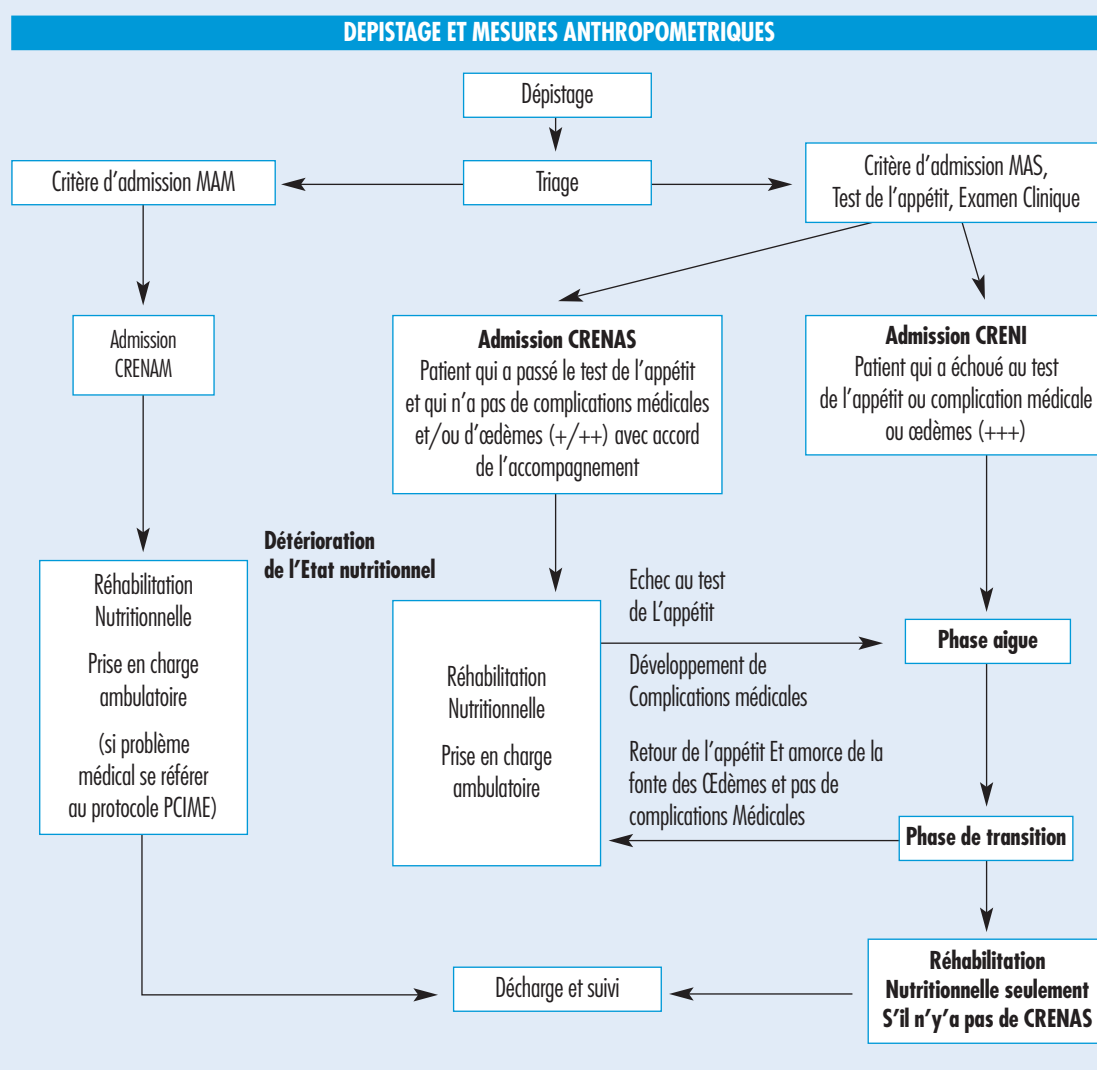 DEPISTAGE ET MESURES ANTHROPOMETRIQUES
Dépistage
Critère d'admission MAM
Triage
Critère d'admission MAS,
Test de l'appétit, Examen Clinique
Admission
CRENAM
Admission CRENAS
Patient qui a passé le test de l'appétit
et qui n'a pas de complications médicales
et/ou d'œdèmes (+/++) avec accord
de l'accompagnement
Admission CRENI
Patient qui a échoué au test
de l'appétit ou complication médicale
ou œdèmes (+++)
Détérioration
de l'Etat nutritionnel
Réhabilitation
Nutritionnelle
Prise en charge
ambulatoire
(si problème
médical se référer
au protocole PCIME)
Réhabilitation
Nutritionnelle
Prise en charge
ambulatoire
Echec au test
de L'appétit
Développement de
Complications médicales
Retour de l'appétit Et amorce de la
fonte des Œdèmes et pas de
complications Médicales
Phase aigue
Phase de transition
Réhabilitation
Nutritionnelle seulement
S'il n'y'a pas de CRENAS
Décharge et suivi